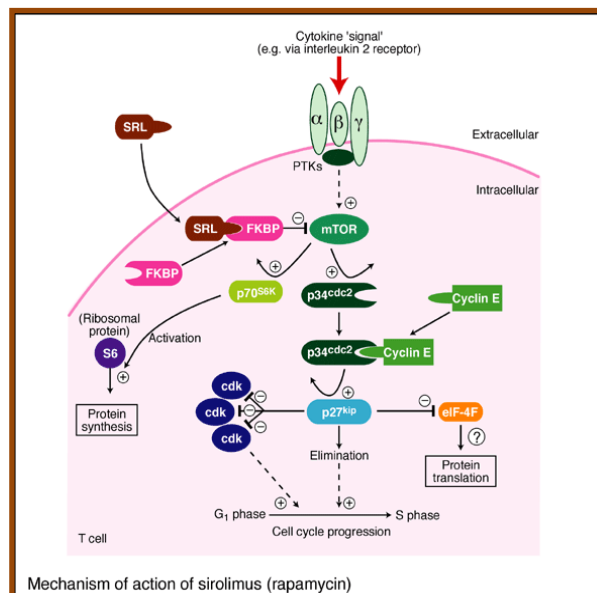 Cytokine 'signal'
(e.g. via interleukin 2 receptor)
α
β
γ
Extracellular
SRL
PTKs
Intracellular
+
SRL
FKBP
−
mTOR
FKBP
+
+
p70S6K
p34cdc2
Cyclin E
(Ribosomal
protein)
Activation
S6
+
p34cdc2
Cyclin E
cdk
−
+
−
cdk
−
p27kip
eIF-4F
cdk
−
Protein
synthesis
Elimination
?
Protein
translation
+
+
G1 phase
S phase
Cell cycle progression
T cell
Mechanism of action of sirolimus (rapamycin)